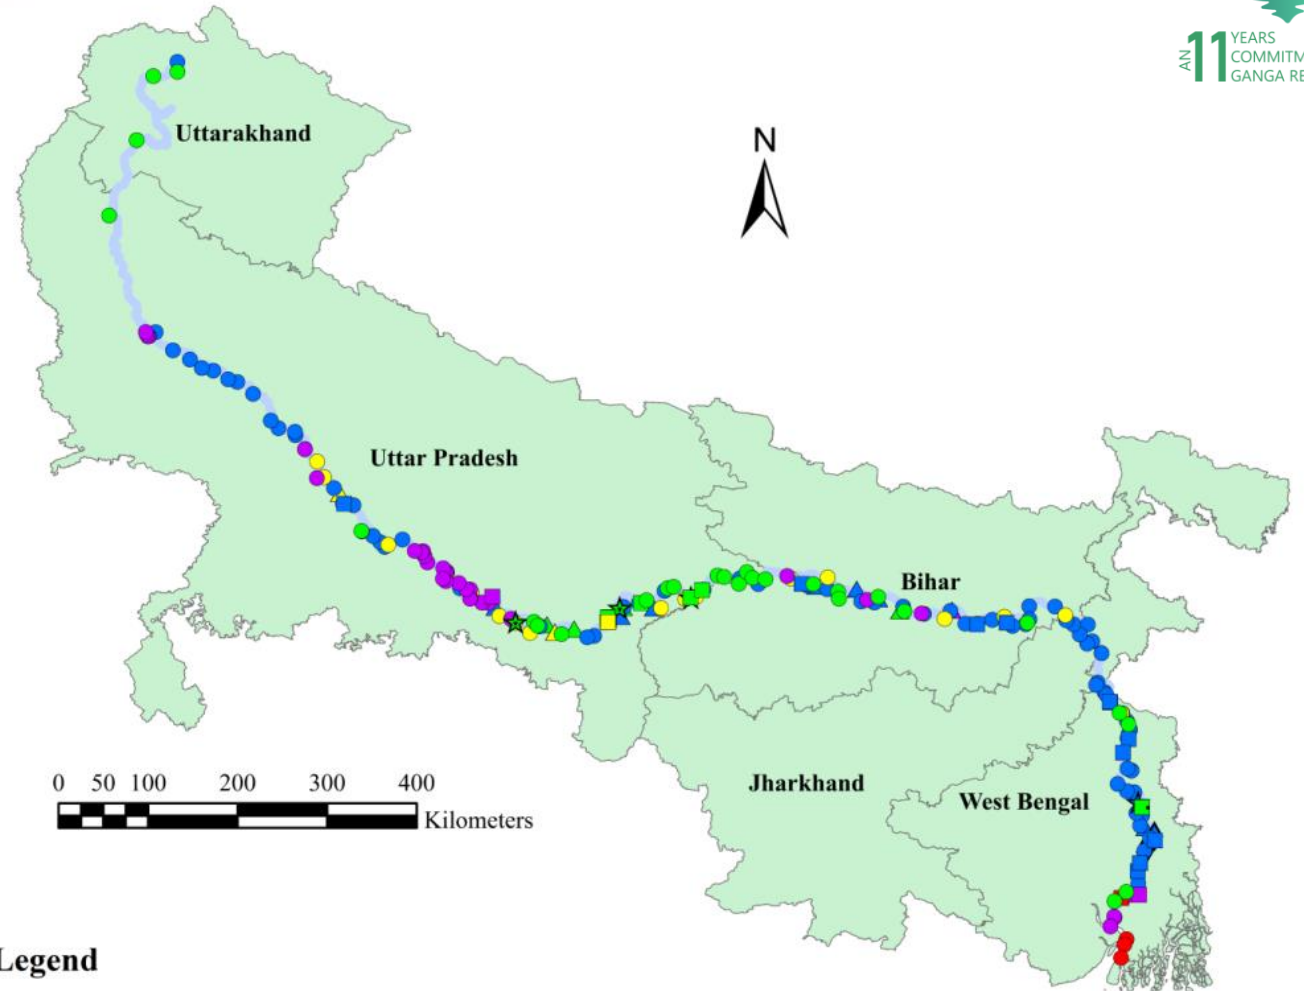 AN 11 YEARS
COMMITM
GANGA RE
Uttarakhand
N
Uttar Pradesh
Bihar
0 50 100 200 300 400
Kilometers
Jharkhand
West Bengal
Legend